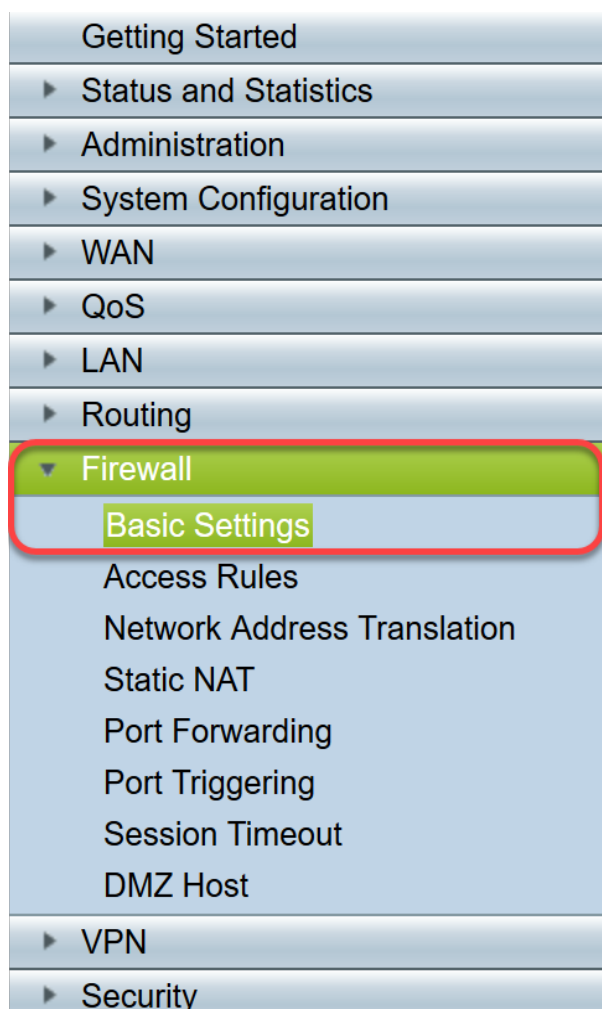 Getting Started
Status and Statistics
Administration
System Configuration
WAN
QoS
LAN
Routing
Firewall
Basic Settings
Access Rules
Network Address Translation
Static NAT
Port Forwarding
Port Triggering
Session Timeout
DMZ Host
VPN
Security